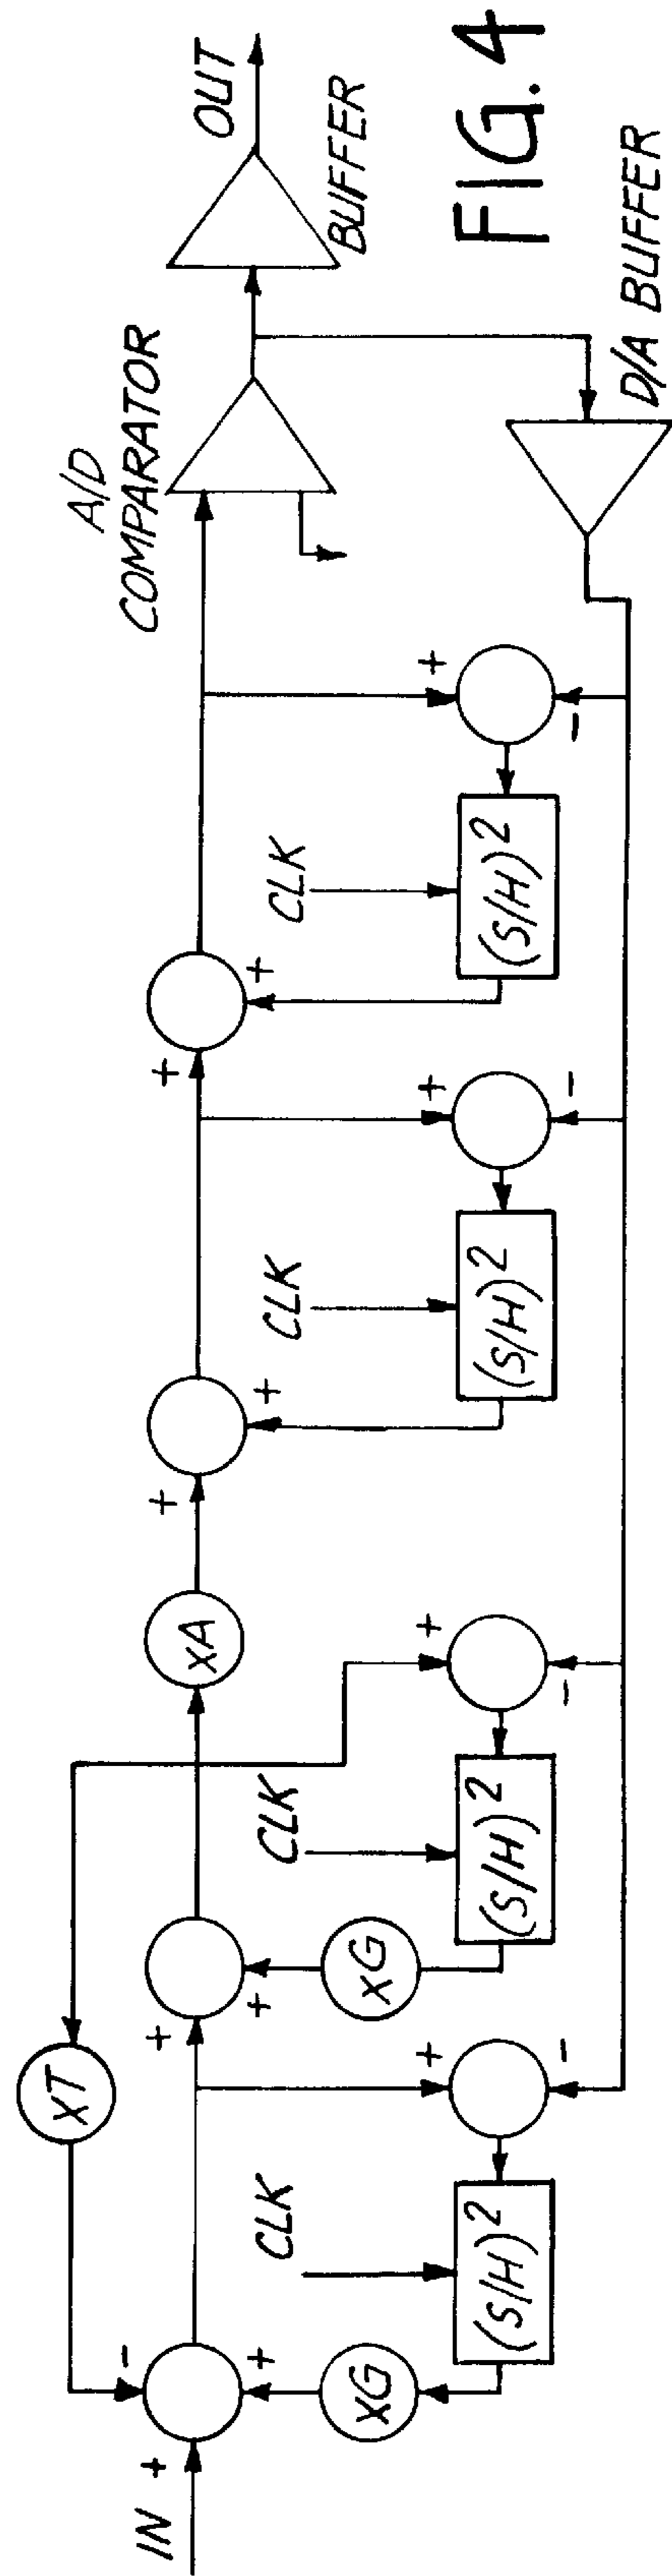 IN
+
-
+
xT
xG
CLK
(S/H)²
+
-
+
+
xG
CLK
(S/H)²
+
-
xA
+
+
CLK
(S/H)²
+
-
+
+
CLK
(S/H)²
+
-
A/D
COMPARATOR
BUFFER
OUT
D/A BUFFER
FIG. 4